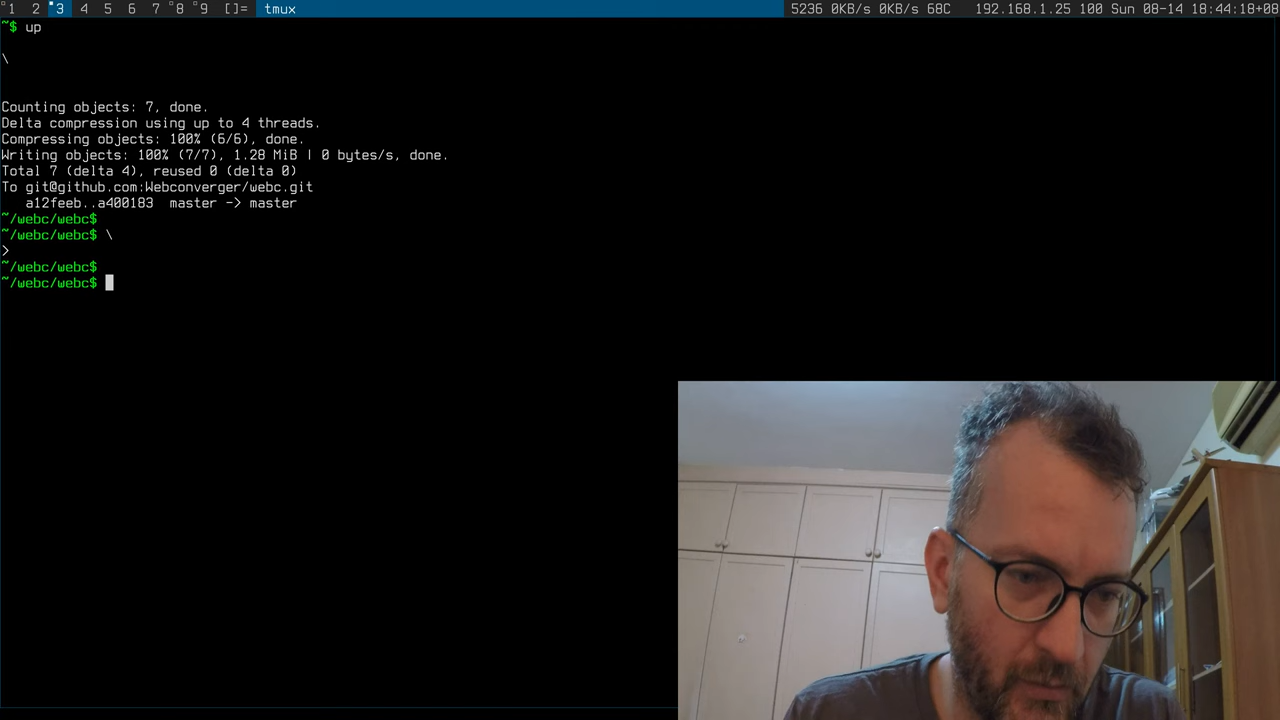 1 2 3 4 5 6 7 8 9 []= tmux 5236 0KB/s 0KB/s 68C 192.168.1.25 100 Sun 08-14 18:44:18+08
~$ up
\
Counting objects: 7, done.
Delta compression using up to 4 threads.
Compressing objects: 100% (6/6), done.
Writing objects: 100% (7/7), 1.28 MiB | 0 bytes/s, done.
Total 7 (delta 4), reused 0 (delta 0)
To git@github.com:Webconverger/webc.git
a12feeb..a400183 master -> master
~/webc/webc$
~/webc/webc$ \
>
~/webc/webc$
~/webc/webc$